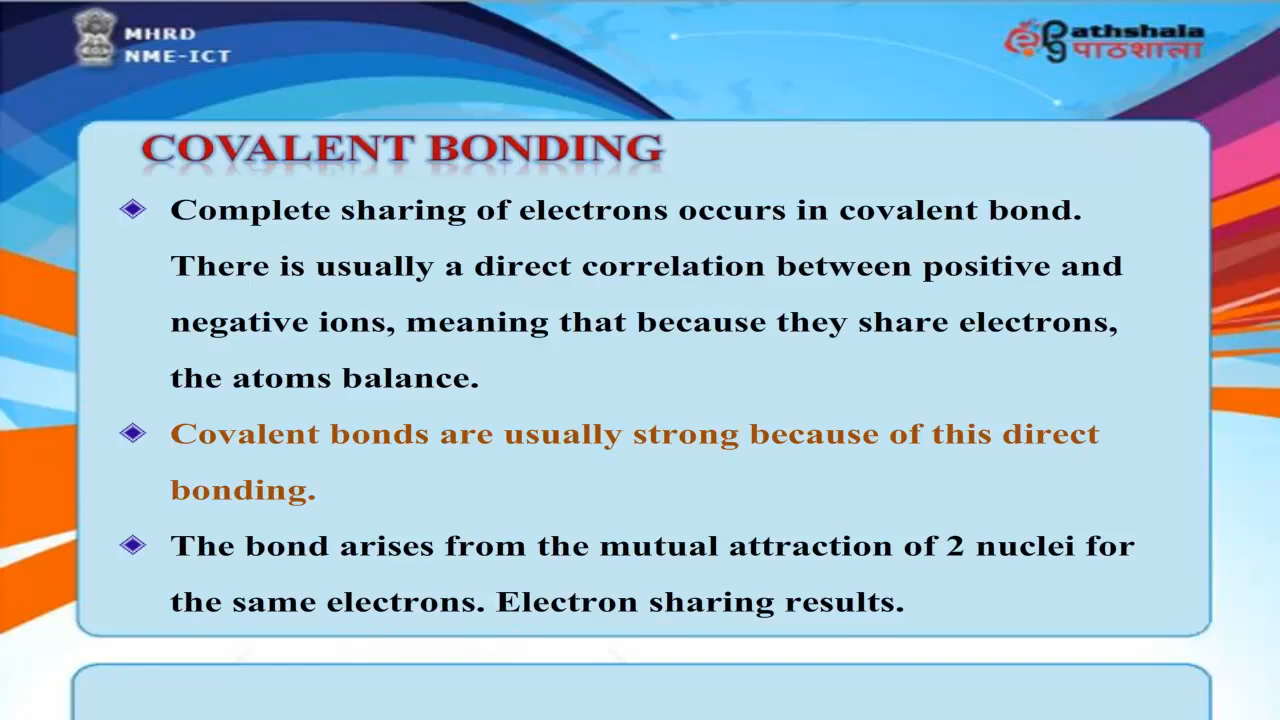 MHRD
NME-ICT
ePG athshala
पाठशाला
COVALENT BONDING
Complete sharing of electrons occurs in covalent bond.
There is usually a direct correlation between positive and
negative ions, meaning that because they share electrons,
the atoms balance.
Covalent bonds are usually strong because of this direct
bonding.
The bond arises from the mutual attraction of 2 nuclei for
the same electrons. Electron sharing results.